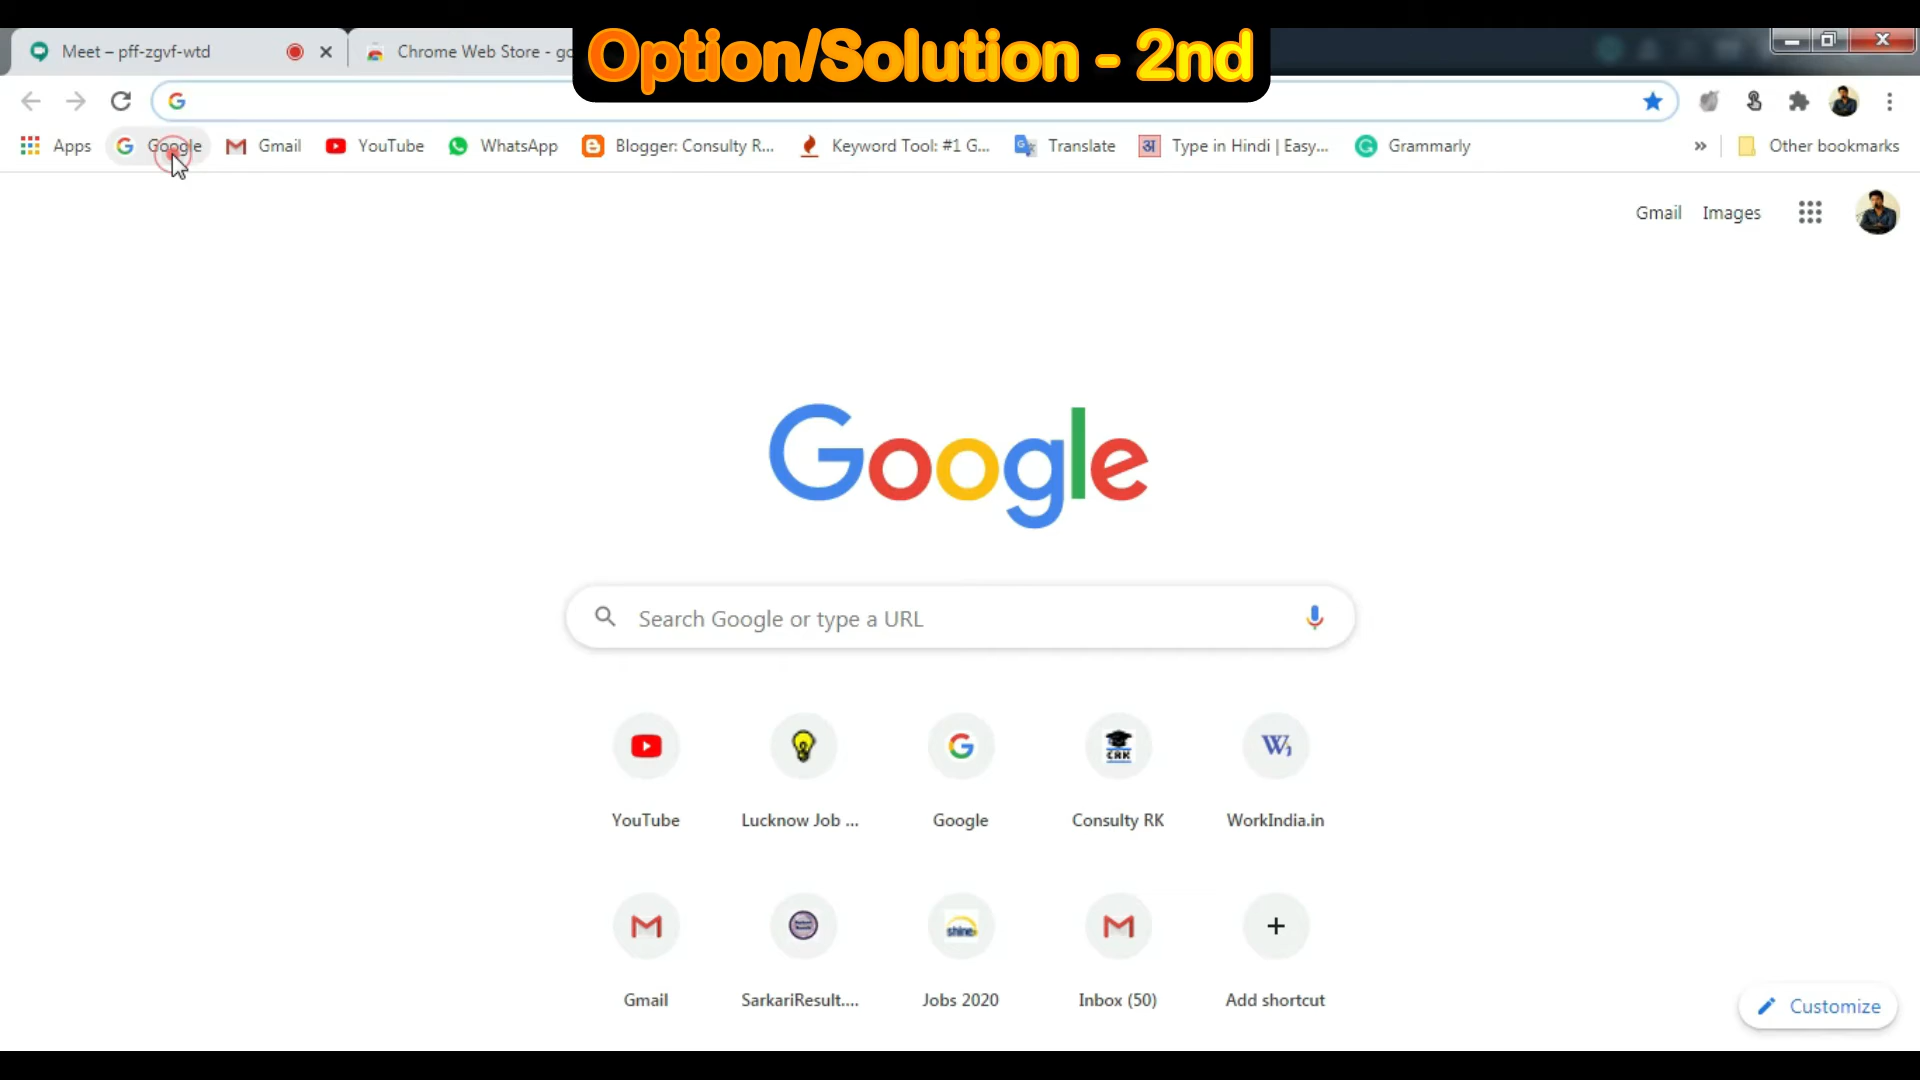 Option/Solution - 2nd
Meet – pff-zgvf-wtd
Chrome Web Store - go
Apps
Google
Gmail
YouTube
WhatsApp
Blogger: Consulty R...
Keyword Tool: #1 G...
Translate
अ
Type in Hindi | Easy...
Grammarly
»
Other bookmarks
Gmail
Images
Google
Search Google or type a URL
YouTube
Lucknow Job ...
Google
CRK
Consulty RK
WorkIndia.in
Gmail
SarkariResult....
shine
Jobs 2020
Inbox (50)
Add shortcut
Customize